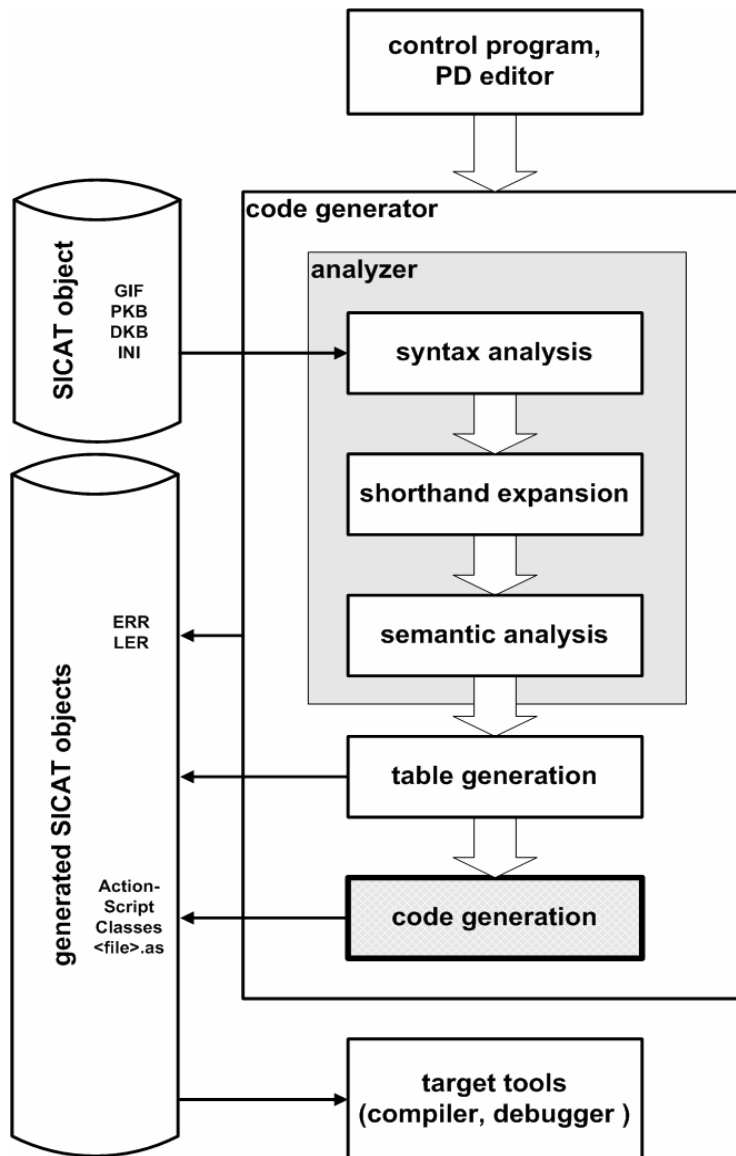 control program,
PD editor
code generator
analyzer
SICAT object
GIF
PKB
DKB
INI
syntax analysis
shorthand expansion
semantic analysis
generated SICAT objects
ERR
LER
table generation
Action-
Script
Classes
<file>.as
code generation
target tools
(compiler, debugger )